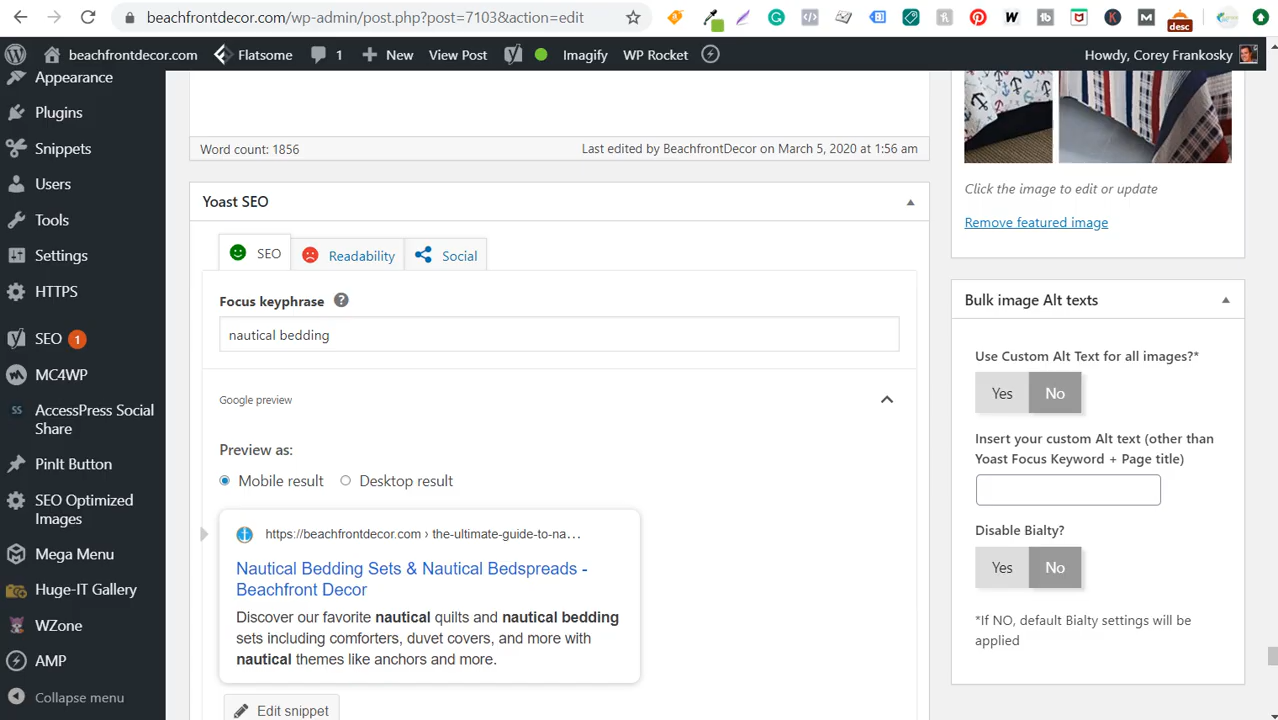 beachfrontdecor.com/wp-admin/post.php?post=7103&action=edit
desc
beachfrontdecor.com
Flatsome
1
New
View Post
Imagify
WP Rocket
Howdy, Corey Frankosky
Appearance
Plugins
Snippets
Users
Tools
Settings
HTTPS
SEO 1
MC4WP
AccessPress Social
Share
PinIt Button
SEO Optimized
Images
Mega Menu
Huge-IT Gallery
WZone
AMP
Collapse menu
Word count: 1856
Last edited by BeachfrontDecor on March 5, 2020 at 1:56 am
Yoast SEO
SEO
Readability
Social
Focus keyphrase
nautical bedding
Google preview
Preview as:
Mobile result
Desktop result
https://beachfrontdecor.com › the-ultimate-guide-to-na…
Nautical Bedding Sets & Nautical Bedspreads -
Beachfront Decor
Discover our favorite nautical quilts and nautical bedding
sets including comforters, duvet covers, and more with
nautical themes like anchors and more.
Edit snippet
Click the image to edit or update
Remove featured image
Bulk image Alt texts
Use Custom Alt Text for all images?*
Yes
No
Insert your custom Alt text (other than
Yoast Focus Keyword + Page title)
Disable Bialty?
Yes
No
*If NO, default Bialty settings will be
applied